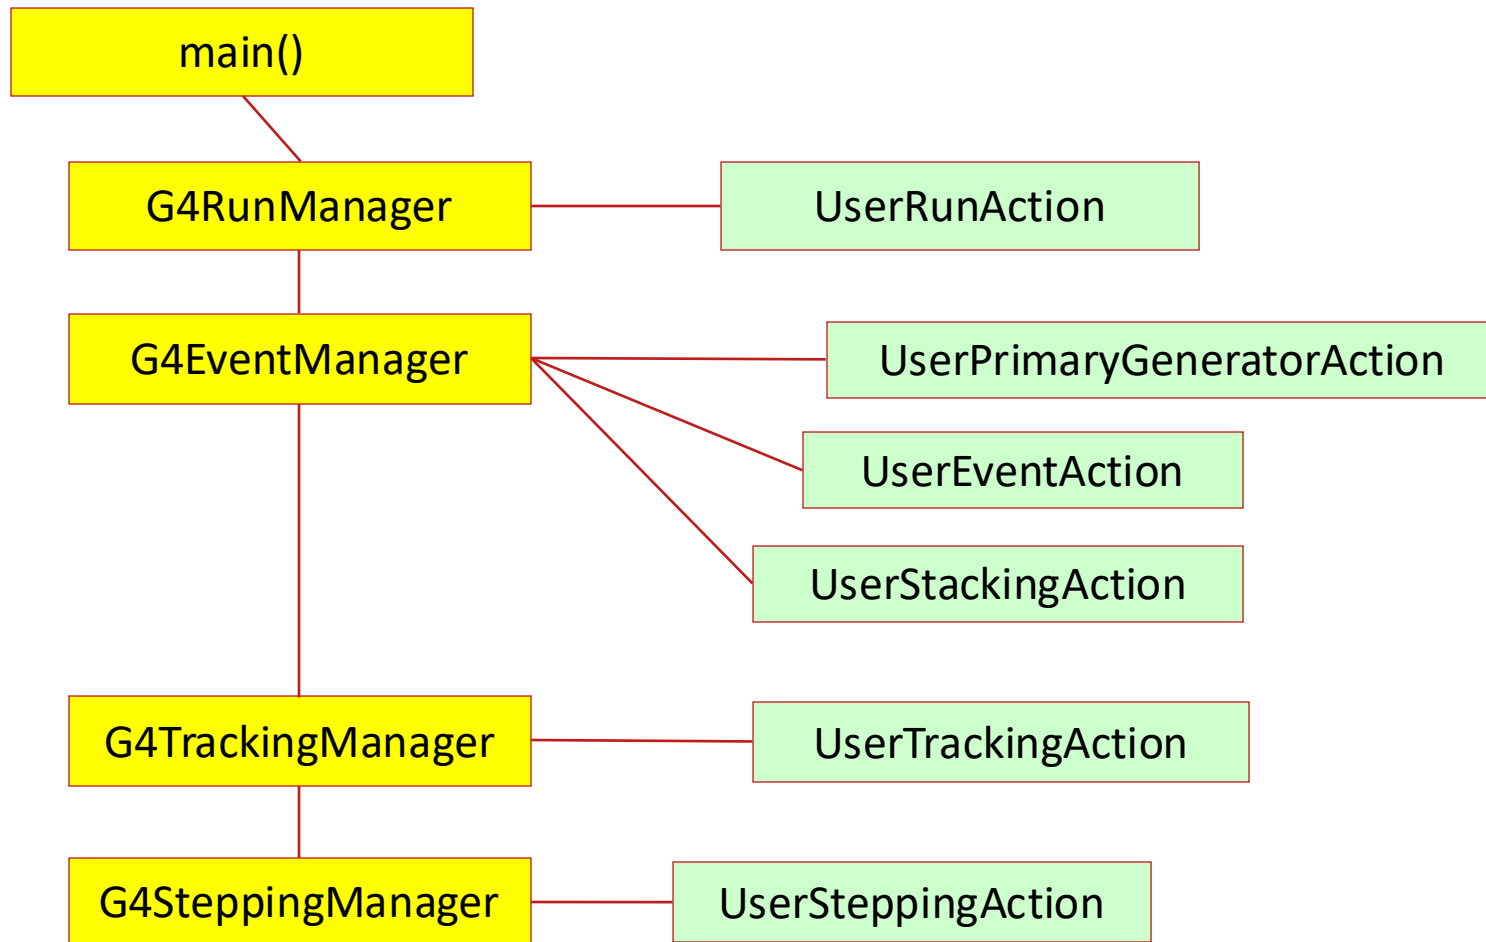 main()
G4RunManager
UserRunAction
G4EventManager
UserPrimaryGeneratorAction
UserEventAction
UserStackingAction
G4TrackingManager
UserTrackingAction
G4SteppingManager
UserSteppingAction